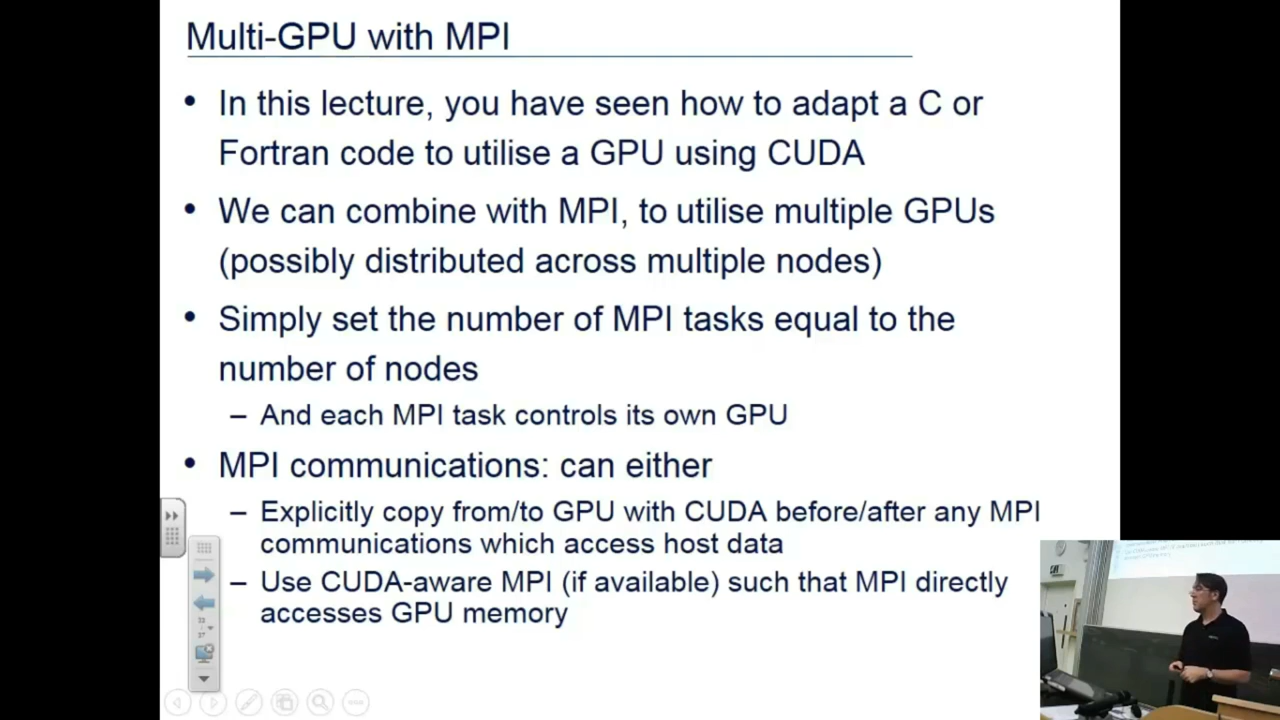 Multi-GPU with MPI
• In this lecture, you have seen how to adapt a C or
Fortran code to utilise a GPU using CUDA
• We can combine with MPI, to utilise multiple GPUs
(possibly distributed across multiple nodes)
• Simply set the number of MPI tasks equal to the
number of nodes
– And each MPI task controls its own GPU
• MPI communications: can either
– Explicitly copy from/to GPU with CUDA before/after any MPI
communications which access host data
– Use CUDA-aware MPI (if available) such that MPI directly
accesses GPU memory